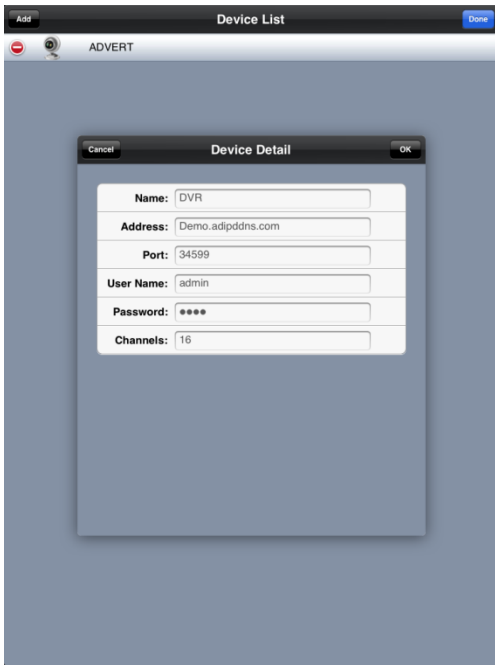 Add Device List Done
ADVERT
Cancel Device Detail OK
Name: DVR
Address: Demo.adipddns.com
Port: 34599
User Name: admin
Password: ●●●●
Channels: 16